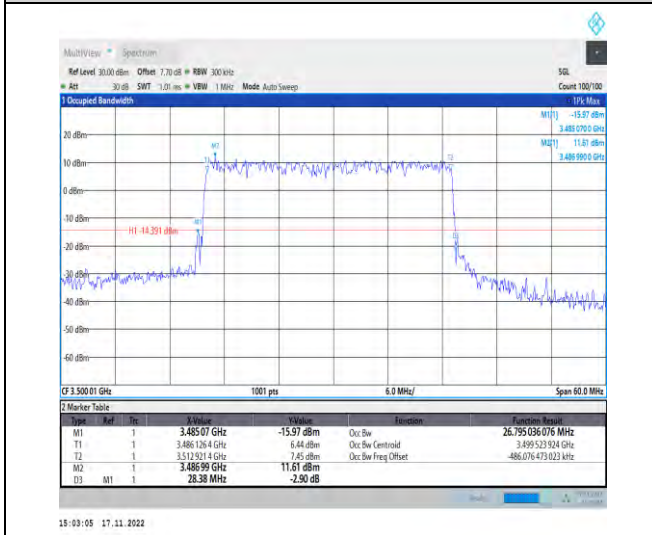 MultiView Spectrum
Ref Level 30.00 dBm Offset 7.70 dB RBW 300 kHz SGL
Att 30 dB SWT 1.01 ms VBW 1 MHz Mode Auto Sweep Count 100/100
1 Occupied Bandwidth 1Pk Max
M1[1] -15.97 dBm
3.485 070 0 GHz
M2[1] 11.61 dBm
3.486 990 0 GHz
20 dBm
M2
T1 T2
10 dBm
0 dBm
-10 dBm
M1
H1 -14.391 dBm
D3
-20 dBm
-30 dBm
-40 dBm
-50 dBm
-60 dBm
CF 3.500 01 GHz 1001 pts 6.0 MHz/ Span 60.0 MHz
2 Marker Table
Type Ref Trc X-Value Y-Value Function Function Result
M1 1 3.485 07 GHz -15.97 dBm Occ Bw 26.795 036 076 MHz
T1 1 3.486 126 4 GHz 6.44 dBm Occ Bw Centroid 3.499 523 924 GHz
T2 1 3.512 921 4 GHz 7.45 dBm Occ Bw Freq Offset -486.076 473 023 kHz
M2 1 3.486 99 GHz 11.61 dBm
D3 M1 1 28.38 MHz -2.90 dB
15:03:05 17.11.2022